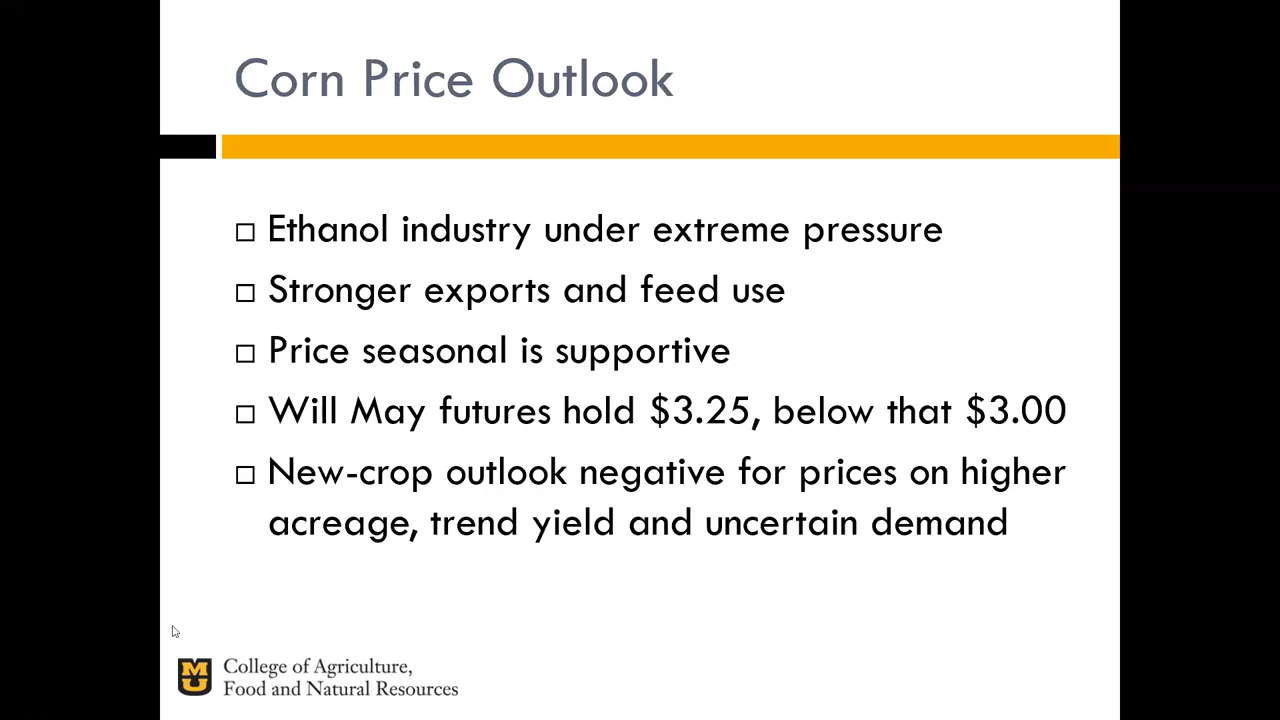 Corn Price Outlook
Ethanol industry under extreme pressure
Stronger exports and feed use
Price seasonal is supportive
Will May futures hold $3.25, below that $3.00
New-crop outlook negative for prices on higher
acreage, trend yield and uncertain demand
MU
College of Agriculture,
Food and Natural Resources